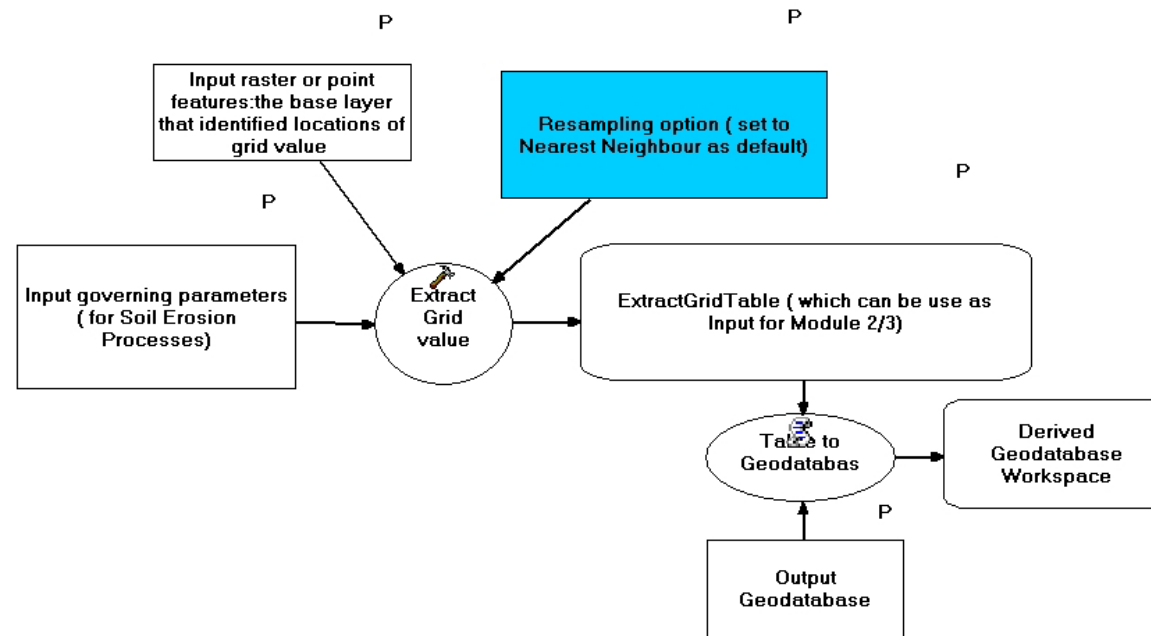 P
P
Input raster or point
features:the base layer
that identified locations of
grid value
Resampling option ( set to
Nearest Neighbour as default)
P
P
Input governing parameters
( for Soil Erosion
Processes)
Extract
Grid
value
ExtractGridTable ( which can be use as
Input for Module 2/3)
to
Geodatabas
Derived
Geodatabase
Workspace
P
Output
Geodatabase